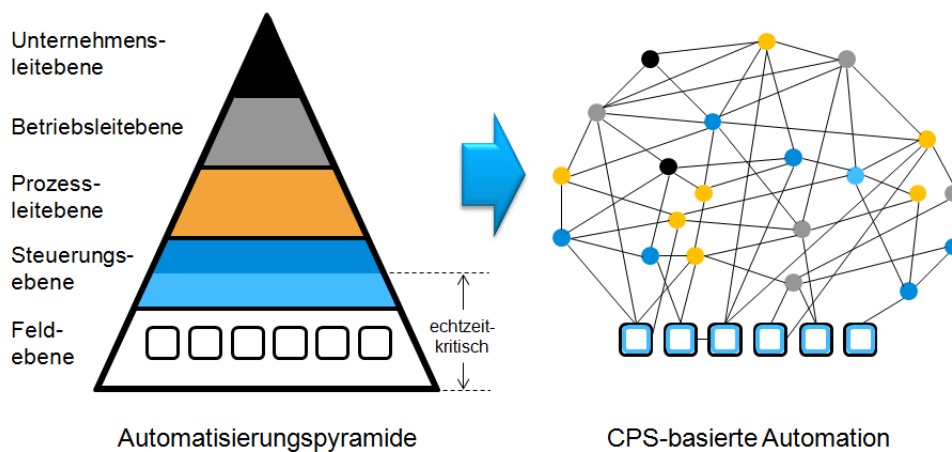 Unternehmens-
leitebene
Betriebsleitebene
Prozess-
leitebene
Steuerungs-
ebene
Feld-
ebene
echtzeit-
kritisch
Automatisierungspyramide
CPS-basierte Automation